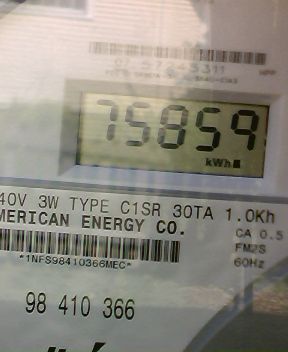 75859
kWh
40V 3W TYPE C1SR 30TA 1.0Kh
MERICAN ENERGY CO.
CA 0.5
*1NFS98410366MEC*
FM2S
60Hz
98 410 366